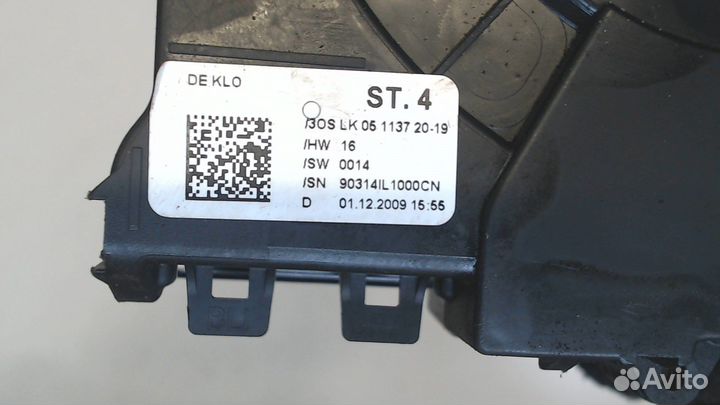 DE KLO
ST. 4
/3OS LK 05 1137 20-19
/HW 16
/SW 0014
/SN 90314IL1000CN
D 01.12.2009 15:55
Avito